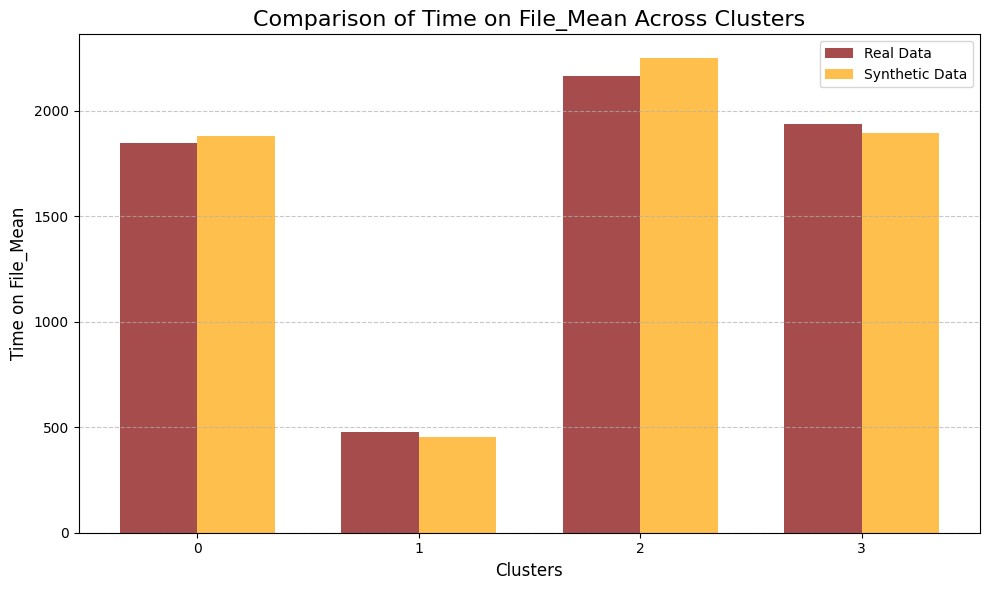 Comparison of Time on File_Mean Across Clusters
Real Data
Synthetic Data
Time on File_Mean
2000
1500
1000
500
0
0 1 2 3
Clusters